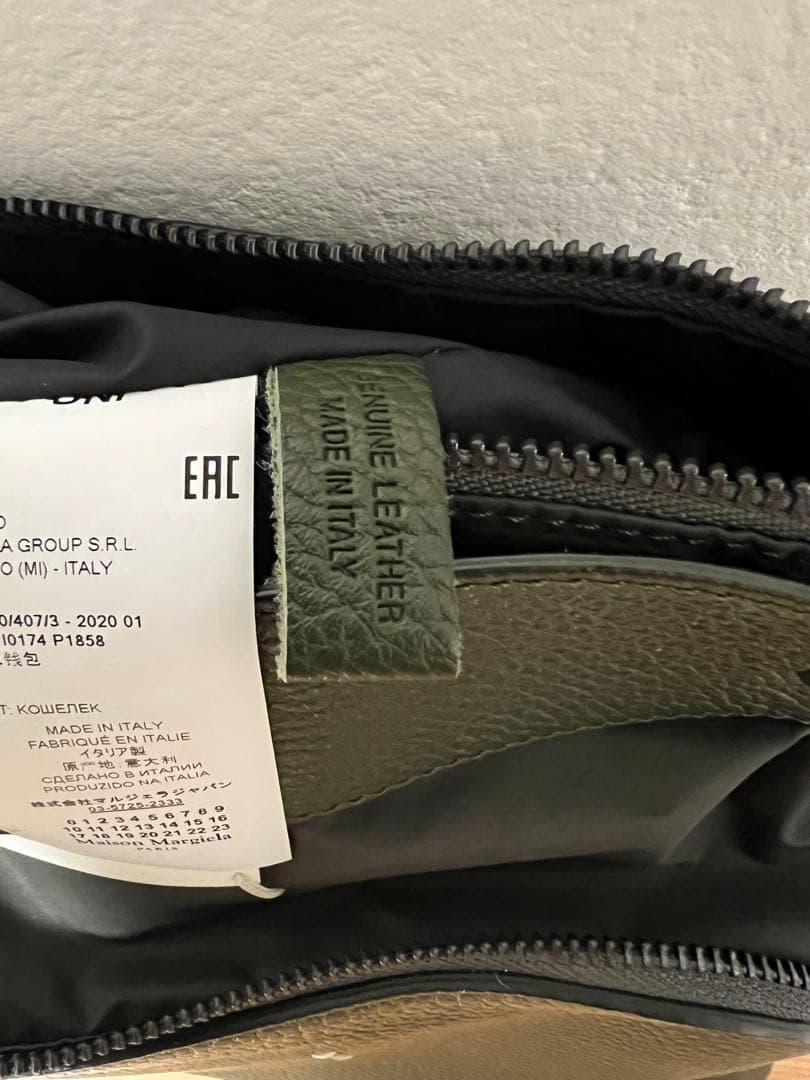 EAC
GENUINE LEATHER
MADE IN ITALY
A GROUP S.R.L.
O (MI) - ITALY
0/407/3 - 2020 01
I0174 P1858
钱包
Т: КОШЕЛЕК
MADE IN ITALY
FABRIQUÉ EN ITALIE
イタリア製
原产地:意大利
СДЕЛАНО В ИТАЛИИ
PRODUZIDO NA ITALIA
株式会社マルジェラジャパン
03-5725-2333
0 1 2 3 4 5 6 7 8 9
10 11 12 13 14 15 16
17 18 19 20 21 22 23
Maison Margiela
PARIS